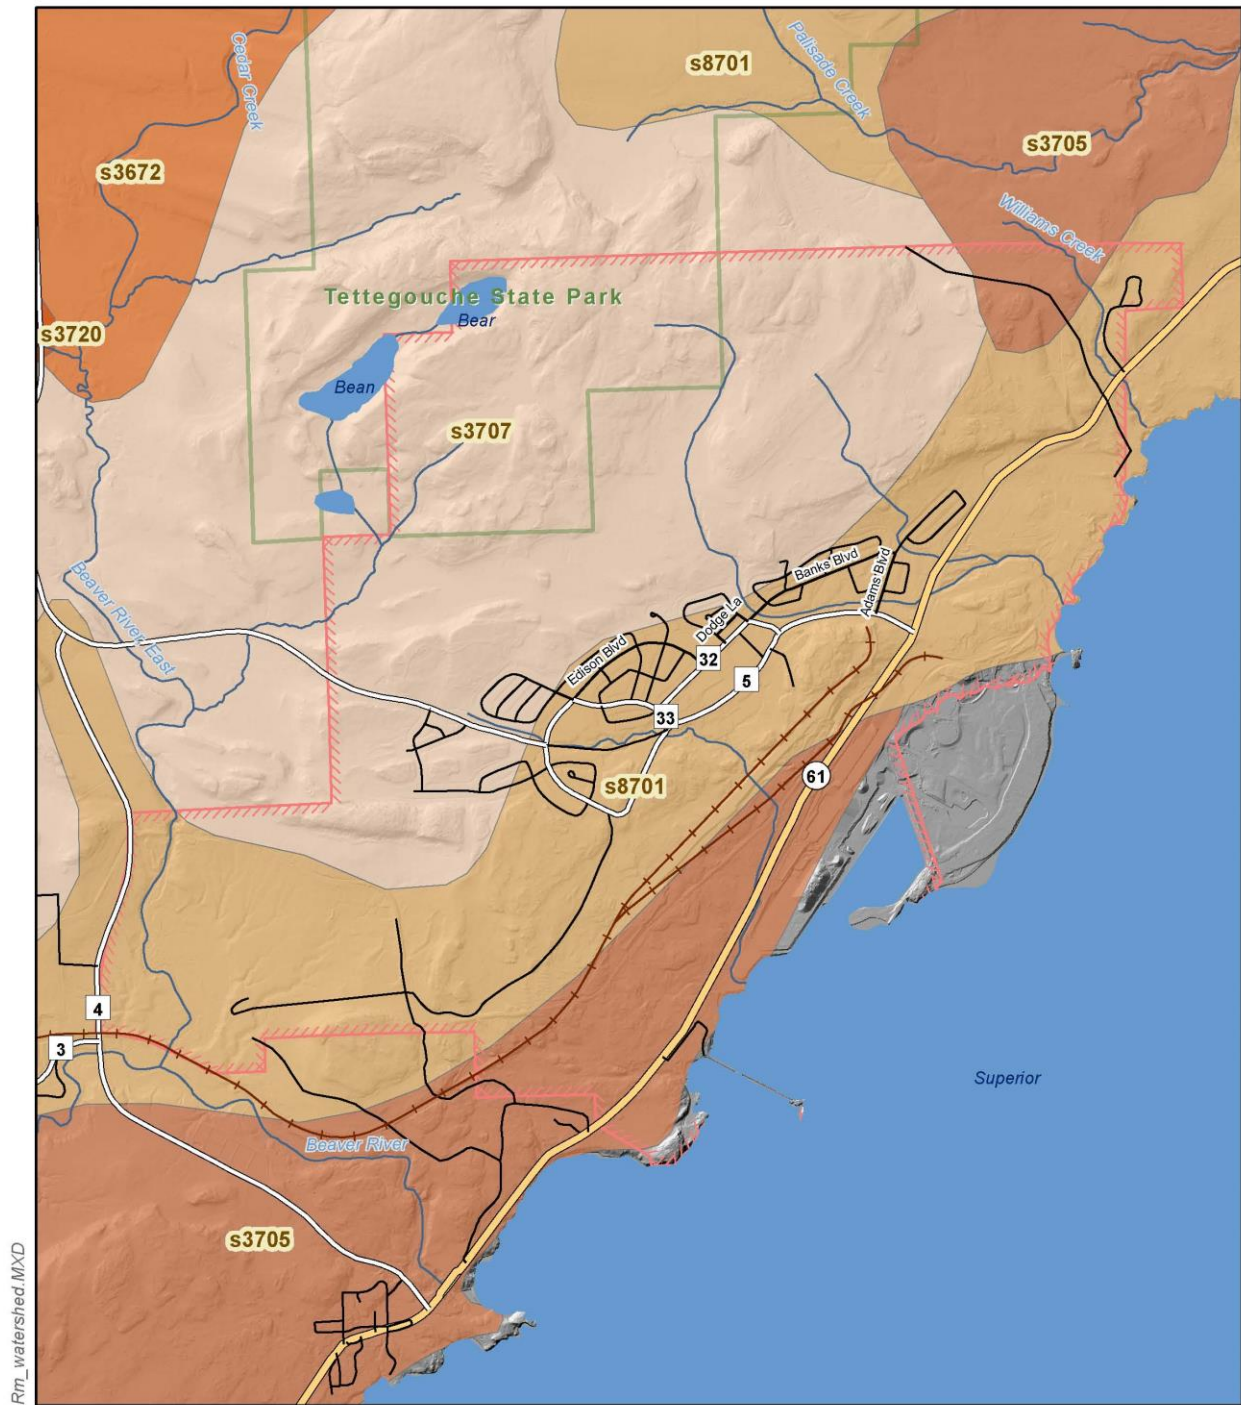 Cedar Creek
s8701
Palisade Creek
s3705
s3672
Williams Creek
Tettegouche State Park
Bear
s3720
Bean
s3707
Banks Blvd
Adams Blvd
Beaver River East
Dodge La
Edison Blvd
32
5
33
61
s8701
4
3
Superior
Beaver River
s3705
Rm_watershed.MXD